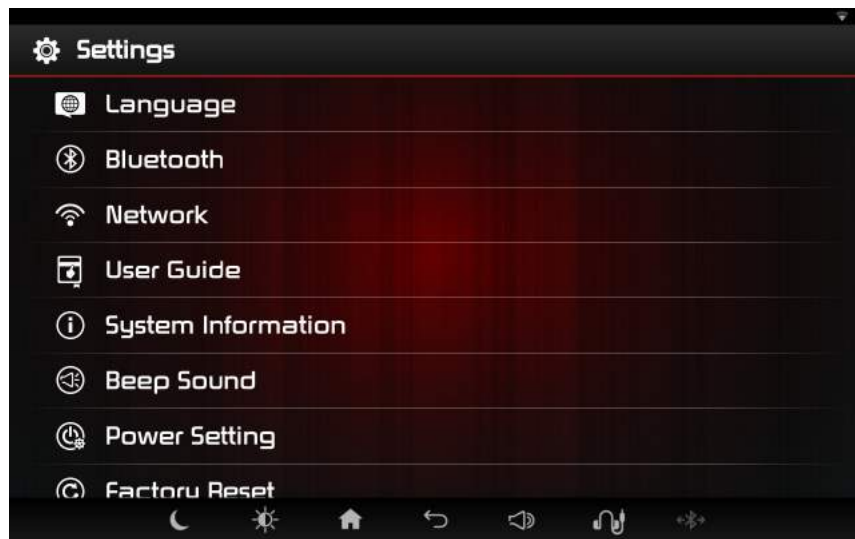 Settings
Language
Bluetooth
Network
User Guide
System Information
Beep Sound
Power Setting
Factory Reset